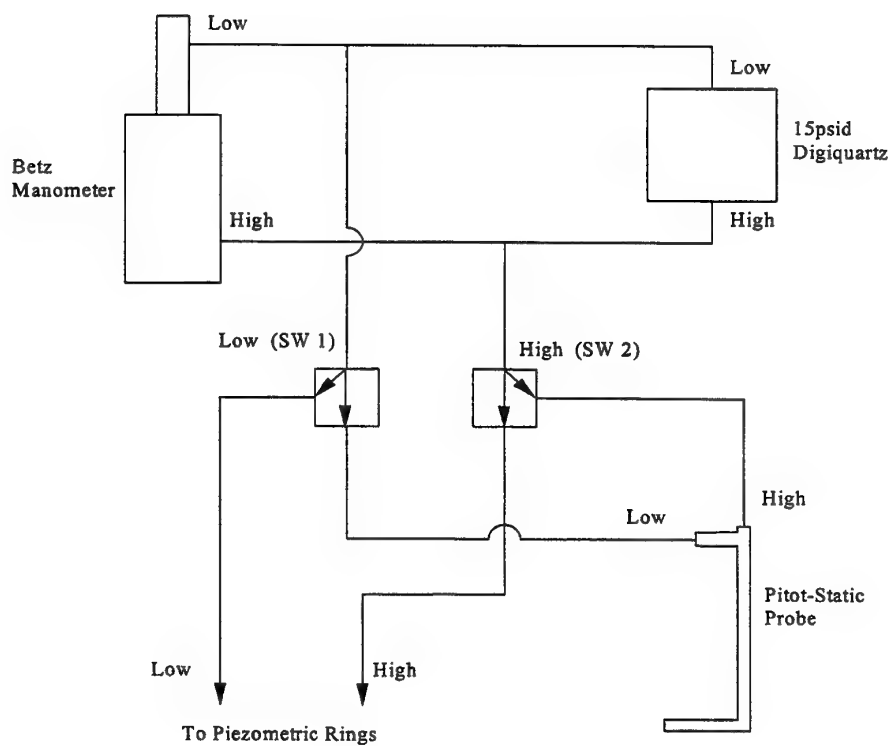 Low
Low
15psid
Digiquartz
Betz
Manometer
High
High
Low (SW 1)
High (SW 2)
High
Low
Pitot-Static
Probe
Low
High
To Piezometric Rings